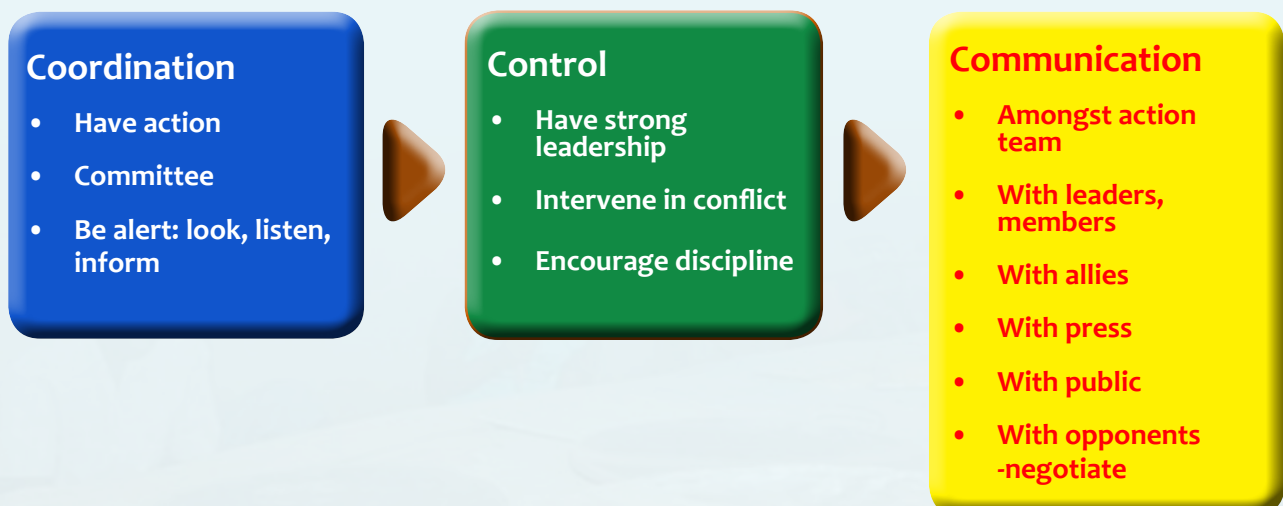 Coordination
• Have action
• Committee
• Be alert: look, listen,
inform
Control
• Have strong
leadership
• Intervene in conflict
• Encourage discipline
Communication
• Amongst action
team
• With leaders,
members
• With allies
• With press
• With public
• With opponents
-negotiate